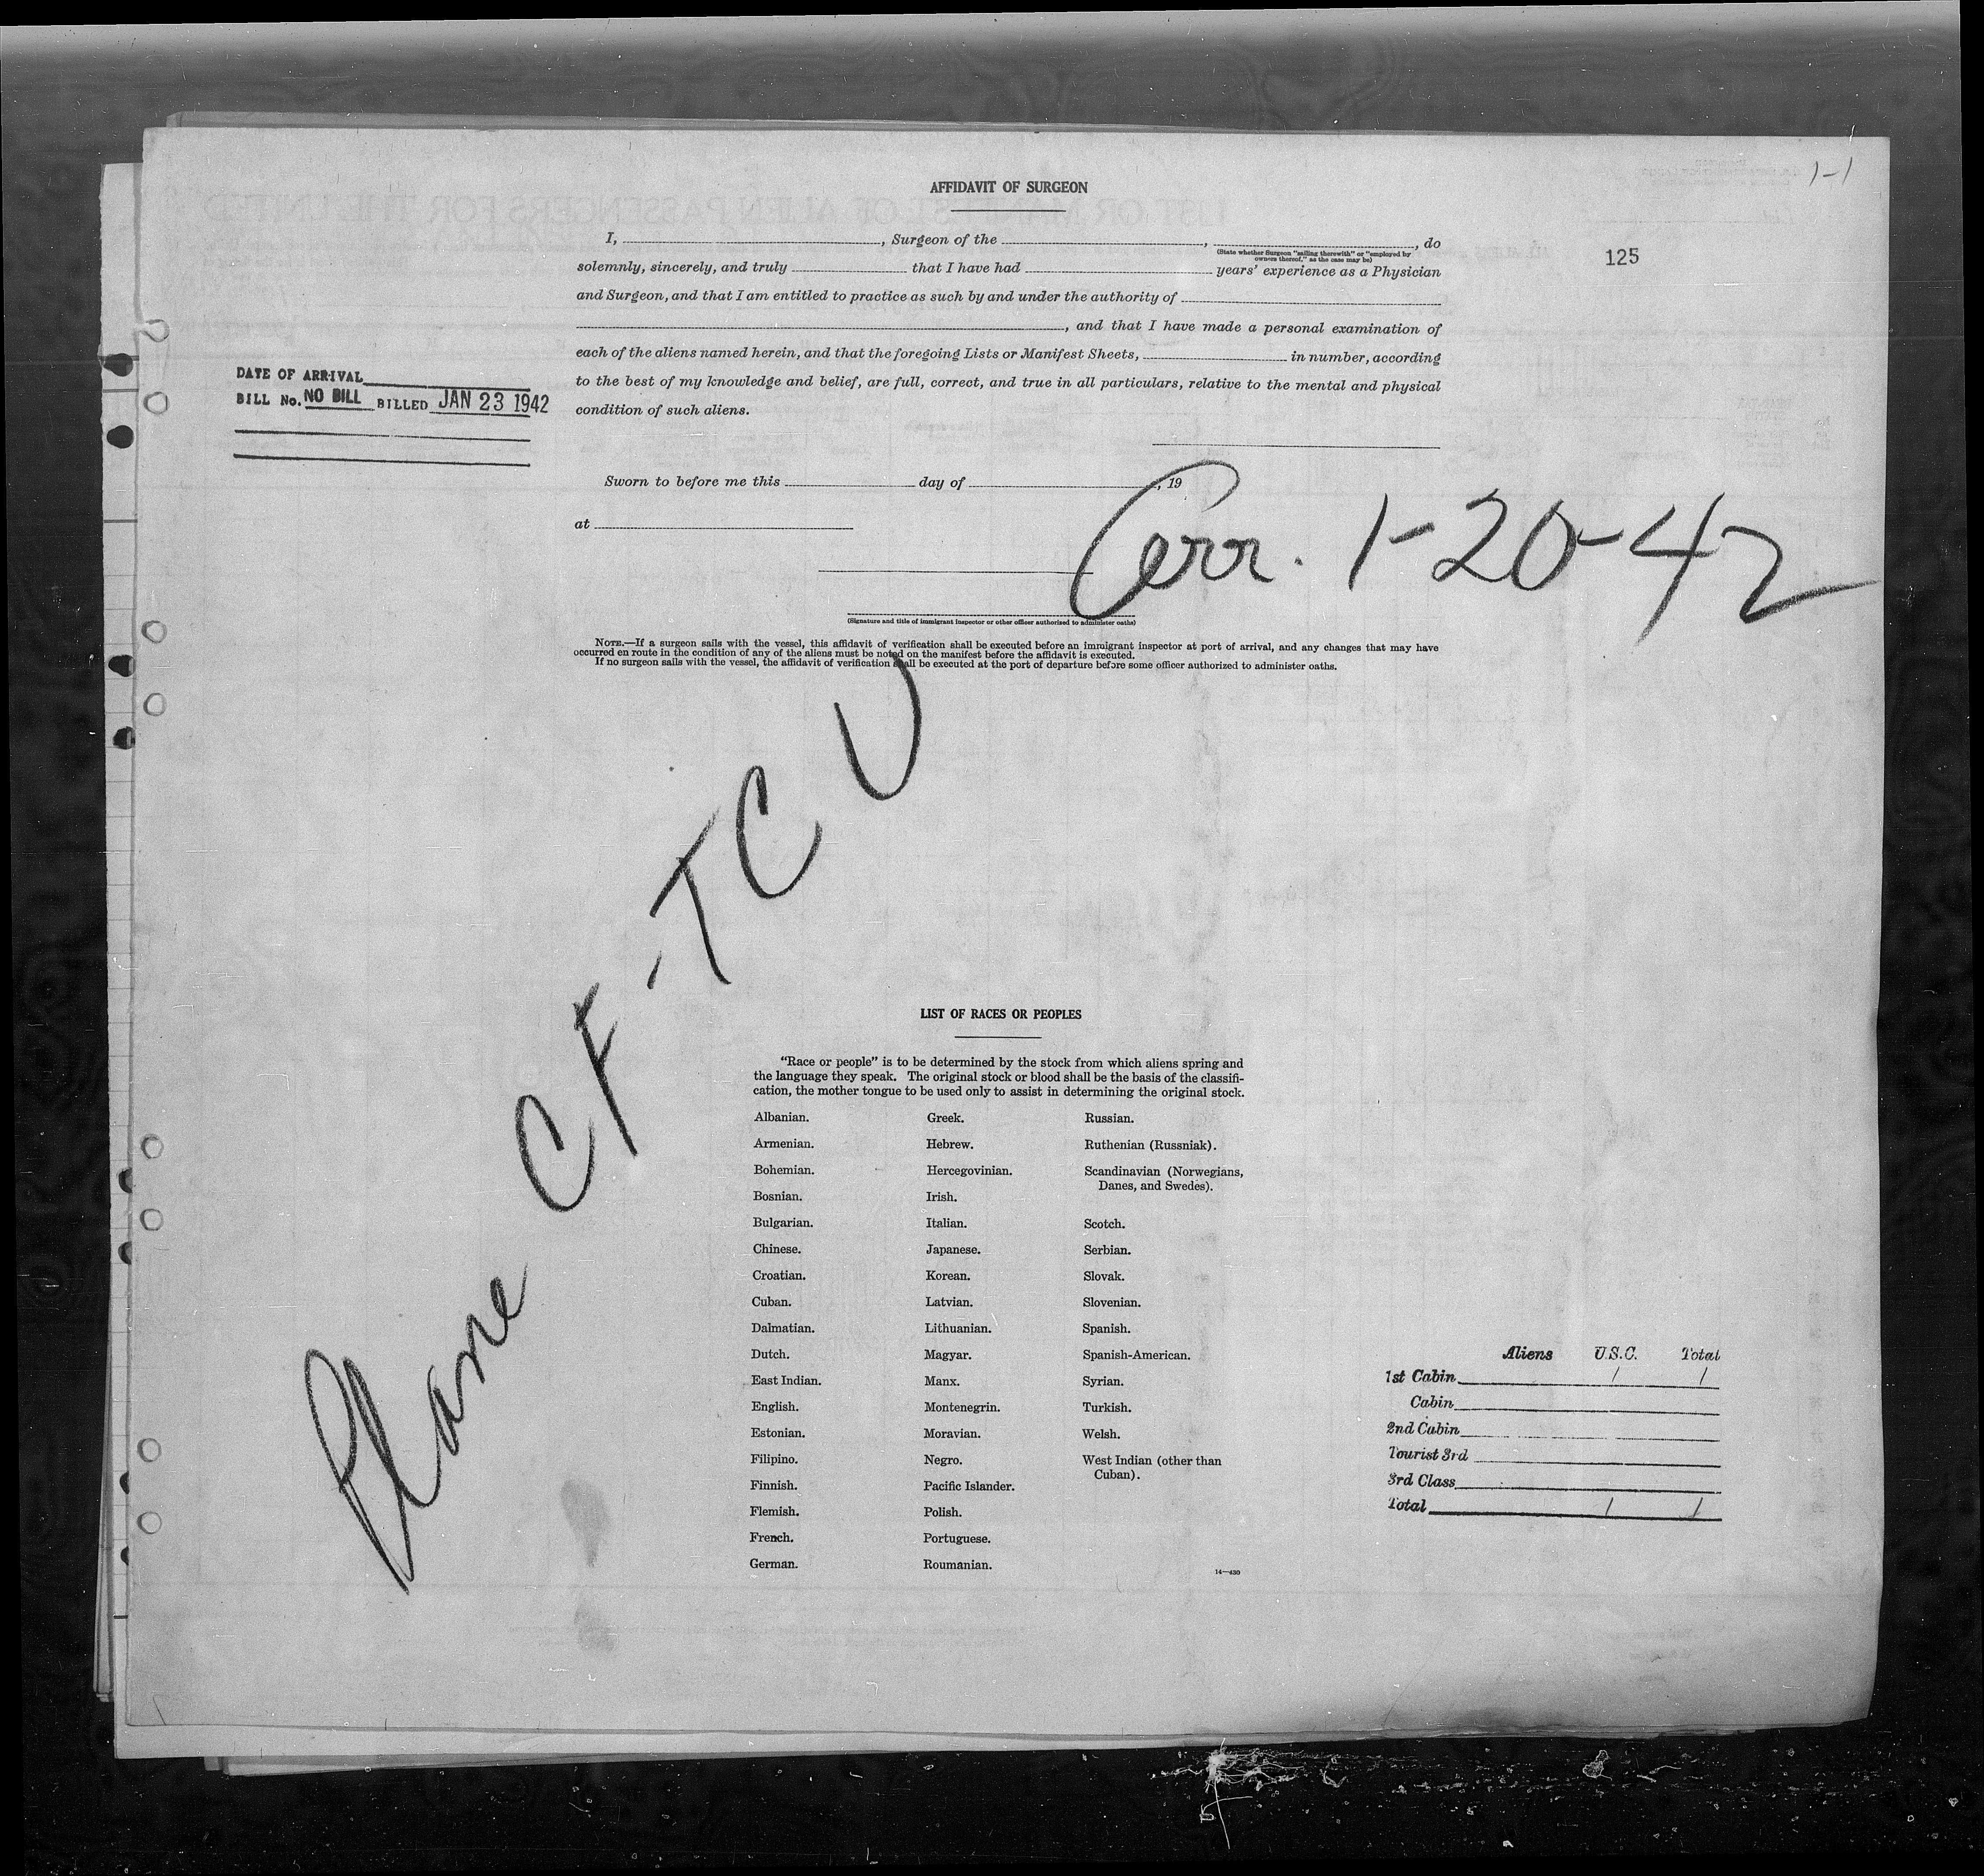 1-1
AFFIDAVIT OF SURGEON
125
I, , Surgeon of the , , do
(State whether Surgeon "sailing therewith" or "employed by
owners thereof," as the case may be)
solemnly, sincerely, and truly that I have had years' experience as a Physician
and Surgeon, and that I am entitled to practice as such by and under the authority of
, and that I have made a personal examination of
each of the aliens named herein, and that the foregoing Lists or Manifest Sheets, in number, according
to the best of my knowledge and belief, are full, correct, and true in all particulars, relative to the mental and physical
condition of such aliens.
DATE OF ARRIVAL
BILL No. NO BILL BILLED JAN 23 1942
Sworn to before me this day of , 19
at
Arr. 1-20-42
(Signature and title of immigrant inspector or other officer authorized to administer oaths)
NOTE.—If a surgeon sails with the vessel, this affidavit of verification shall be executed before an immigrant inspector at port of arrival, and any changes that may have
occurred en route in the condition of any of the aliens must be noted on the manifest before the affidavit is executed.
If no surgeon sails with the vessel, the affidavit of verification shall be executed at the port of departure before some officer authorized to administer oaths.
Plane CF-TCU
LIST OF RACES OR PEOPLES
"Race or people" is to be determined by the stock from which aliens spring and
the language they speak. The original stock or blood shall be the basis of the classifi-
cation, the mother tongue to be used only to assist in determining the original stock.
Albanian.
Armenian.
Bohemian.
Bosnian.
Bulgarian.
Chinese.
Croatian.
Cuban.
Dalmatian.
Dutch.
East Indian.
English.
Estonian.
Filipino.
Finnish.
Flemish.
French.
German.
Greek.
Hebrew.
Hercegovinian.
Irish.
Italian.
Japanese.
Korean.
Latvian.
Lithuanian.
Magyar.
Manx.
Montenegrin.
Moravian.
Negro.
Pacific Islander.
Polish.
Portuguese.
Roumanian.
Russian.
Ruthenian (Russniak).
Scandinavian (Norwegians,
Danes, and Swedes).
Scotch.
Serbian.
Slovak.
Slovenian.
Spanish.
Spanish-American.
Syrian.
Turkish.
Welsh.
West Indian (other than
Cuban).
14—430
Aliens U.S.C. Total
1st Cabin 1 1
Cabin
2nd Cabin
Tourist 3rd
3rd Class
Total 1 1